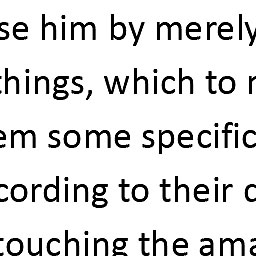 se him by merely
things, which to r
em some specific
cording to their c
touching the ama